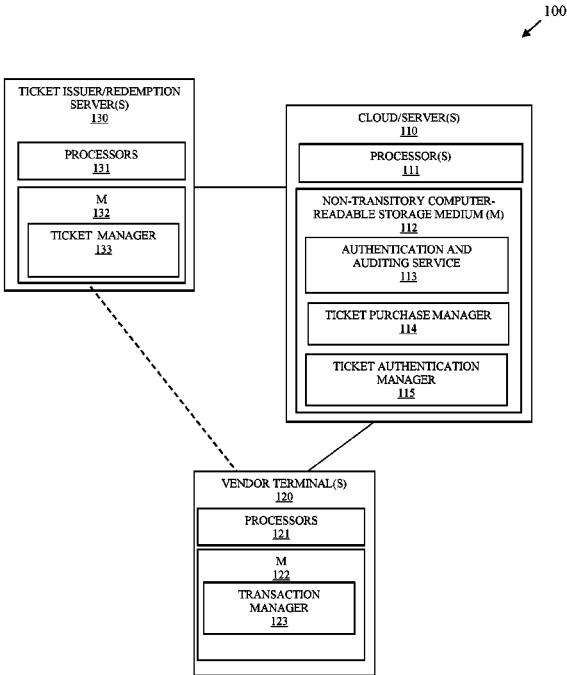 100
TICKET ISSUER/REDEMPTION
SERVER(S)
130
PROCESSORS
131
M
132
TICKET MANAGER
133
CLOUD/SERVER(S)
110
PROCESSOR(S)
111
NON-TRANSITORY COMPUTER-
READABLE STORAGE MEDIUM (M)
112
AUTHENTICATION AND
AUDITING SERVICE
113
TICKET PURCHASE MANAGER
114
TICKET AUTHENTICATION
MANAGER
115
VENDOR TERMINAL(S)
120
PROCESSORS
121
M
122
TRANSACTION
MANAGER
123